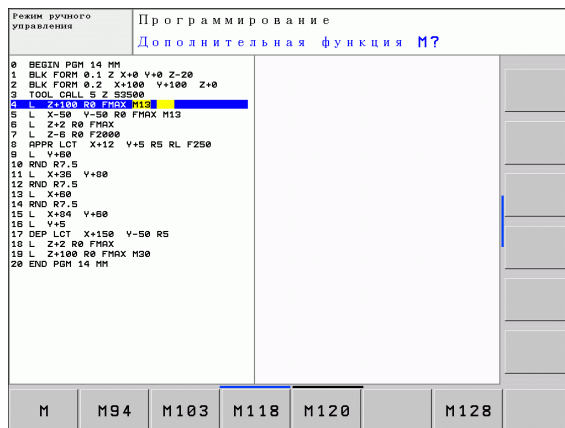 Режим ручного
управления
Программирование
Дополнительная функция M?
0 BEGIN PGM 14 MM
1 BLK FORM 0.1 Z X+0 Y+0 Z-20
2 BLK FORM 0.2 X+100 Y+100 Z+0
3 TOOL CALL 5 Z S3500
4 L Z+100 R0 FMAX M13
5 L X-50 Y-50 R0 FMAX M13
6 L Z+2 R0 FMAX
7 L Z-6 R0 F2000
8 APPR LCT X+12 Y+5 R5 RL F250
9 L Y+60
10 RND R7.5
11 L X+36 Y+80
12 RND R7.5
13 L X+60
14 RND R7.5
15 L X+84 Y+60
16 L Y+5
17 DEP LCT X+150 Y-50 R5
18 L Z+2 R0 FMAX
19 L Z+100 R0 FMAX M30
20 END PGM 14 MM
M M94 M103 M118 M120 M128